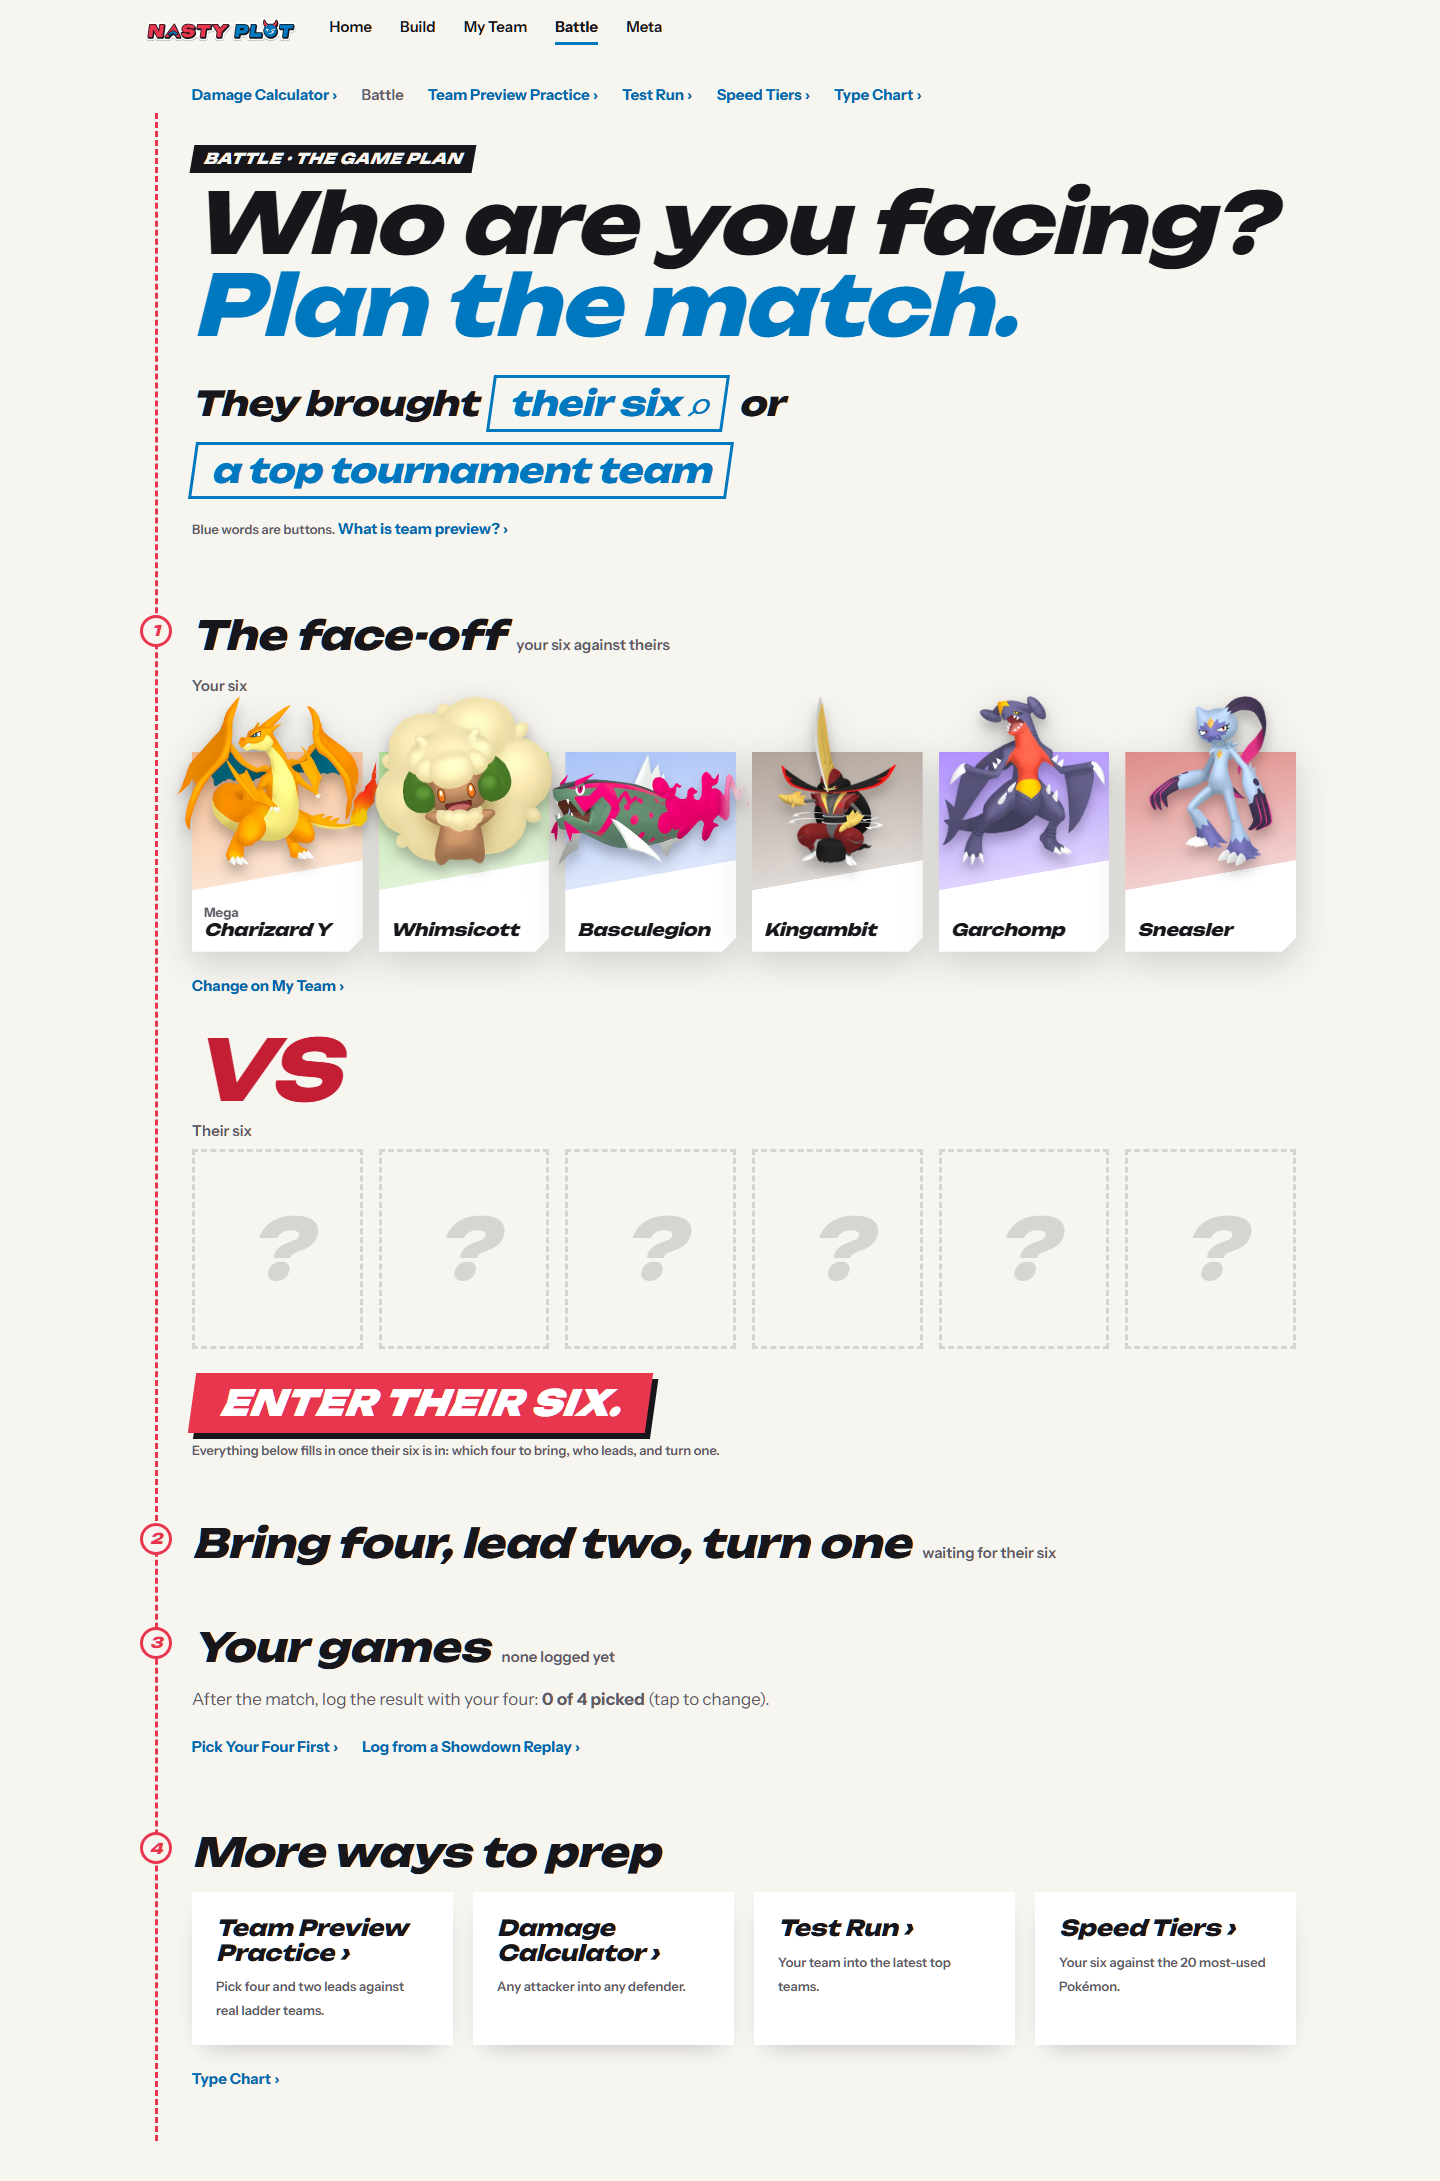 NASTY PLOT
Home Build My Team Battle Meta
Damage Calculator › Battle Team Preview Practice › Test Run › Speed Tiers › Type Chart ›
BATTLE · THE GAME PLAN
Who are you facing?
Plan the match.
They brought their six ⌕ or
a top tournament team
Blue words are buttons. What is team preview? ›
1 The face-off your six against theirs
Your six
Mega
Charizard Y Whimsicott Basculegion Kingambit Garchomp Sneasler
Change on My Team ›
VS
Their six
? ? ? ? ? ?
ENTER THEIR SIX.
Everything below fills in once their six is in: which four to bring, who leads, and turn one.
2 Bring four, lead two, turn one waiting for their six
3 Your games none logged yet
After the match, log the result with your four: 0 of 4 picked (tap to change).
Pick Your Four First › Log from a Showdown Replay ›
4 More ways to prep
Team Preview
Practice ›
Pick four and two leads against
real ladder teams.
Damage
Calculator ›
Any attacker into any defender.
Test Run ›
Your team into the latest top
teams.
Speed Tiers ›
Your six against the 20 most-used
Pokémon.
Type Chart ›